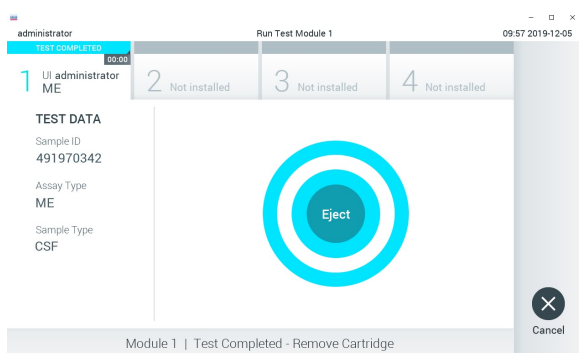 administrator Run Test Module 1 09:57 2019-12-05
TEST COMPLETED
00:00
1 UI administrator
ME
2 Not installed
3 Not installed
4 Not installed
TEST DATA
Sample ID
491970342
Assay Type
ME
Sample Type
CSF
Eject
Cancel
Module 1 | Test Completed - Remove Cartridge